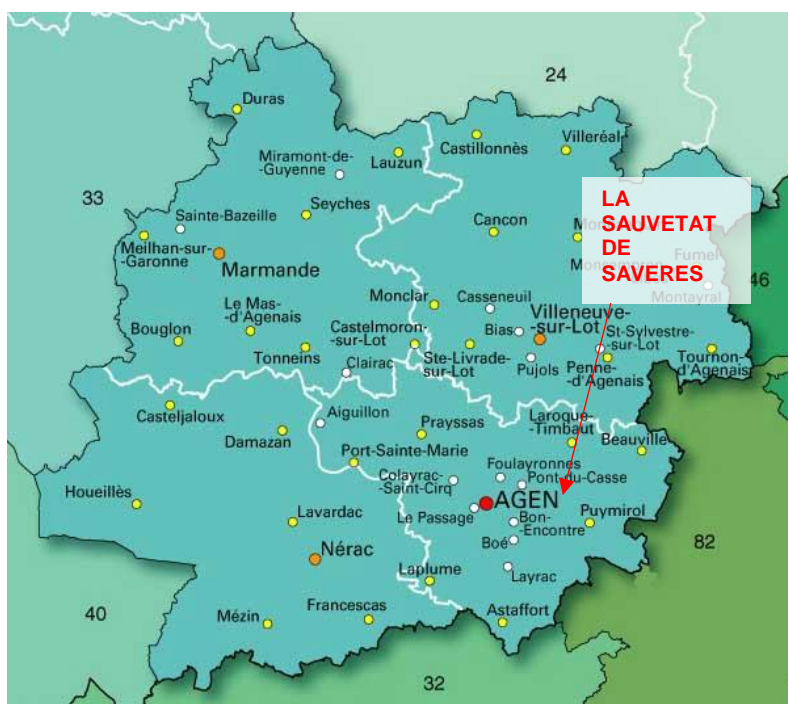 24
Duras
Castillonnès
Villeréal
Miramont-de-
-Guyenne
Lauzun
33
Sainte-Bazeille
Seyches
Cancon
LA
SAUVETAT
DE
SAVERES
Fumel
46
Montayral
Meilhan-sur-
-Garonne
Marmande
Monclar
Casseneuil
Le Mas-
-d'Agenais
Villeneuve-
-sur-Lot
Bouglon
Castelmoron-
-sur-Lot
Bias
St-Sylvestre-
-sur-Lot
Tonneins
Clairac
Ste-Livrade-
sur-Lot
Pujols
Penne-
-d'Agenais
Tournon-
d'Agenais
Casteljaloux
Aiguillon
Prayssas
Laroque-
-Timbaut
Damazan
Beauville
Port-Sainte-Marie
Foulayronnes
Colayrac-
-Saint-Cirq
Pont-du-Casse
Houeillès
AGEN
Lavardac
Le Passage
Bon-
-Encontre
Puymirol
Boé
82
Nérac
Laplume
Layrac
40
Mézin
Francescas
Astaffort
32